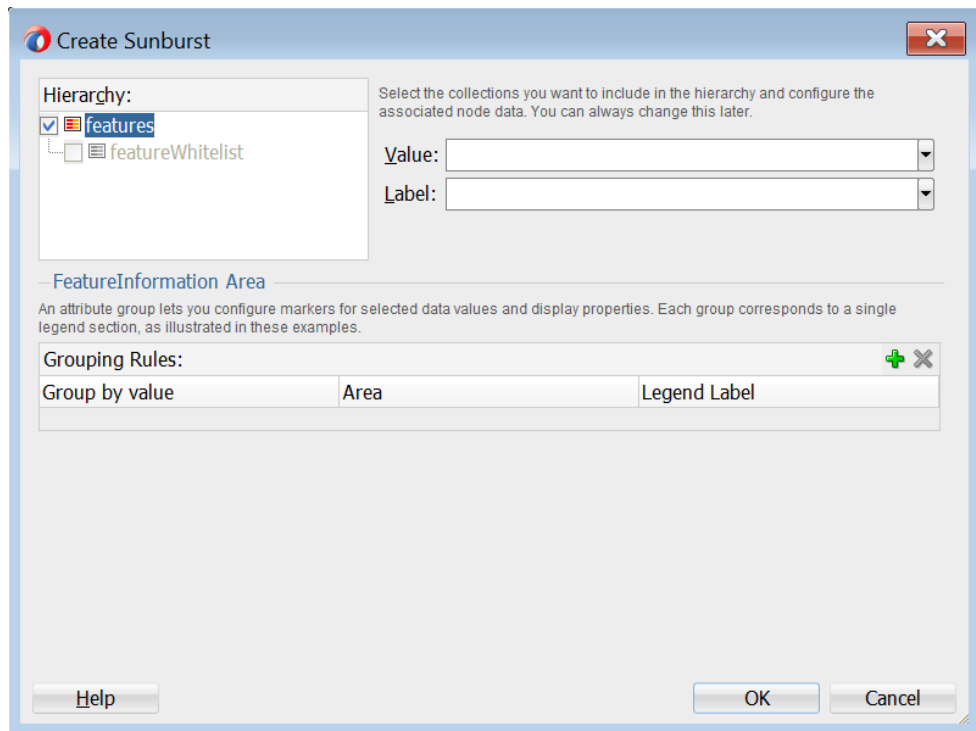 Create Sunburst
Hierarchy:
features
featureWhitelist
Select the collections you want to include in the hierarchy and configure the
associated node data. You can always change this later.
Value:
Label:
FeatureInformation Area
An attribute group lets you configure markers for selected data values and display properties. Each group corresponds to a single
legend section, as illustrated in these examples.
Grouping Rules:
Group by value Area Legend Label
Help OK Cancel